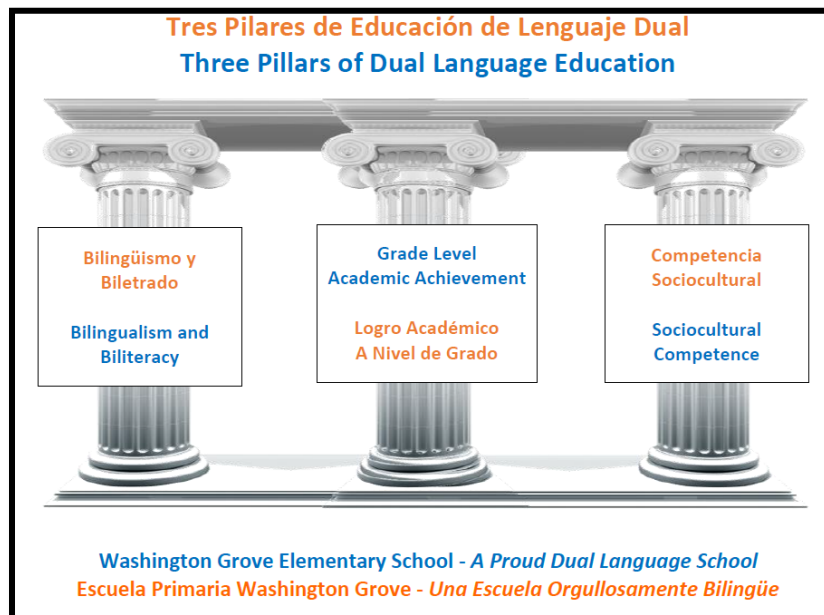 Tres Pilares de Educación de Lenguaje Dual
Three Pillars of Dual Language Education
Bilingüismo y
Biletrado
Bilingualism and
Biliteracy
Grade Level
Academic Achievement
Logro Académico
A Nivel de Grado
Competencia
Sociocultural
Sociocultural
Competence
Washington Grove Elementary School - A Proud Dual Language School
Escuela Primaria Washington Grove - Una Escuela Orgullosamente Bilingüe